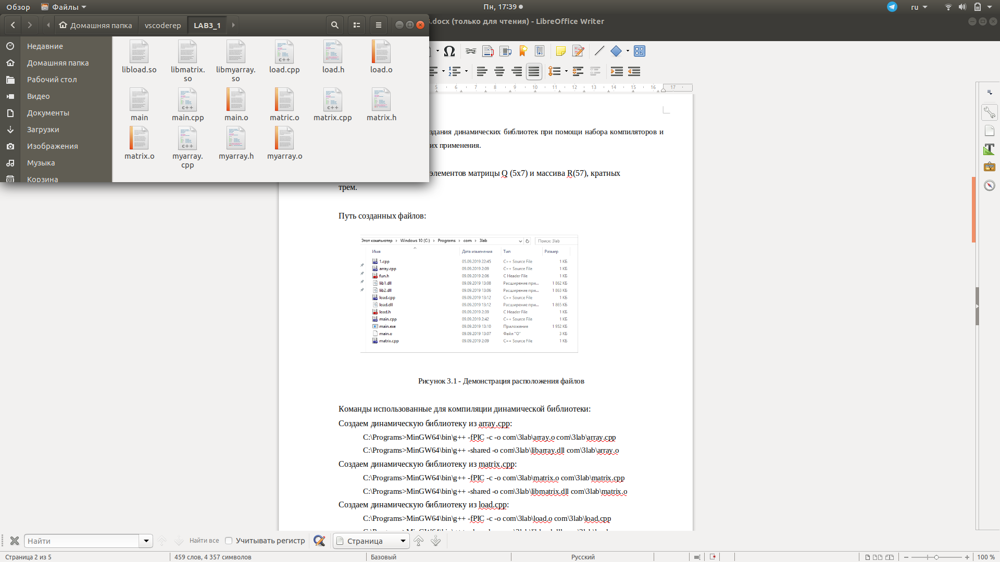 Обзор
Файлы
Пн, 17:39
ru
Домашняя папка
vscoderep
LAB3_1
.docx (только для чтения) - LibreOffice Writer
Недавние
Домашняя папка
Рабочий стол
Видео
Документы
Загрузки
Изображения
Музыка
Корзина
libload.so
libmatrix.
so
libmyarray.
so
load.cpp
load.h
load.o
main
main.cpp
main.o
matric.o
matrix.cpp
matrix.h
matrix.o
myarray.
cpp
myarray.h
myarray.o
5 6 7 8 9 10 11 12 13 14 15 16 17
здания динамических библиотек при помощи набора компиляторов и
их применения.
элементов матрицы Q (5x7) и массива R(57), кратных
трем.
Путь созданных файлов:
Этот компьютер > Windows 10 (C:) > Programs > com > 3lab
Поиск: 3lab
Имя Дата изменения Тип Размер
1.cpp 05.09.2019 22:45 C++ Source File 1 КБ
array.cpp 09.09.2019 2:09 C++ Source File 1 КБ
fun.h 09.09.2019 2:06 C Header File 1 КБ
lib1.dll 09.09.2019 13:08 Расширение при... 1 862 КБ
lib2.dll 09.09.2019 13:06 Расширение при... 1 863 КБ
load.cpp 09.09.2019 13:12 C++ Source File 1 КБ
load.dll 09.09.2019 13:12 Расширение при... 1 865 КБ
load.h 09.09.2019 2:39 C Header File 1 КБ
main.cpp 09.09.2019 2:42 C++ Source File 1 КБ
main.exe 09.09.2019 13:10 Приложение 1 952 КБ
main.o 09.09.2019 13:07 Файл "O" 3 КБ
matrix.cpp 09.09.2019 2:09 C++ Source File 1 КБ
Рисунок 3.1 - Демонстрация расположения файлов
Команды использованные для компиляции динамической библиотеки:
Создаем динамическую библиотеку из array.cpp:
C:\Programs>MinGW64\bin\g++ -fPIC -c -o com\3lab\array.o com\3lab\array.cpp
C:\Programs>MinGW64\bin\g++ -shared -o com\3lab\libarray.dll com\3lab\array.o
Создаем динамическую библиотеку из matrix.cpp:
C:\Programs>MinGW64\bin\g++ -fPIC -c -o com\3lab\matrix.o com\3lab\matrix.cpp
C:\Programs>MinGW64\bin\g++ -shared -o com\3lab\libmatrix.dll com\3lab\matrix.o
Создаем динамическую библиотеку из load.cpp:
C:\Programs>MinGW64\bin\g++ -fPIC -c -o com\3lab\load.o com\3lab\load.cpp
Найти
Найти все
Учитывать регистр
Страница
Страница 2 из 5
459 слов, 4 357 символов
Базовый
Русский
100 %